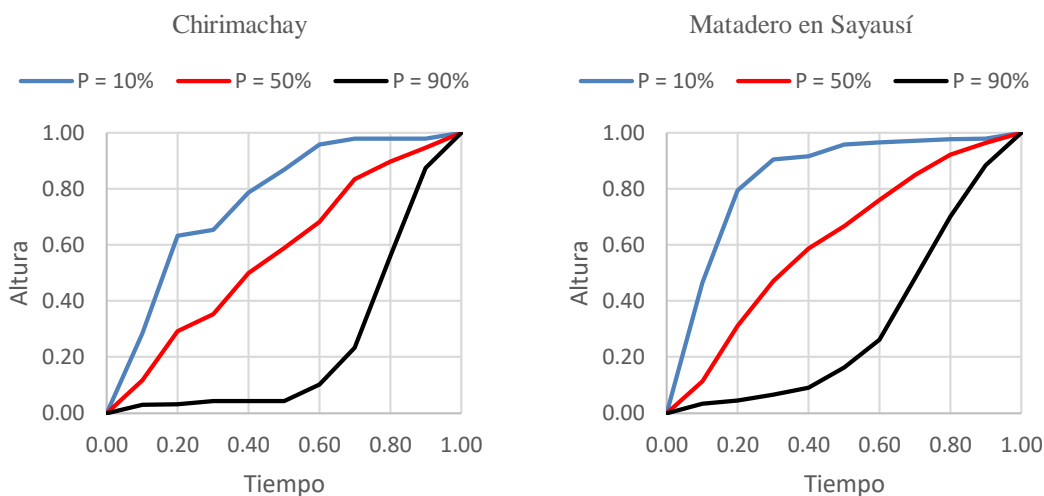 Chirimachay
P = 10% P = 50% P = 90%
1.00
0.80
0.60
0.40
0.20
0.00
Altura
0.00 0.20 0.40 0.60 0.80 1.00
Tiempo
Matadero en Sayausí
P = 10% P = 50% P = 90%
1.00
0.80
0.60
0.40
0.20
0.00
Altura
0.00 0.20 0.40 0.60 0.80 1.00
Tiempo